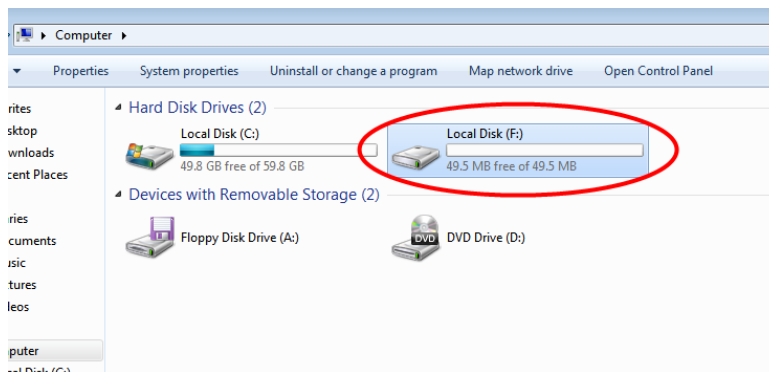 Computer
Properties System properties Uninstall or change a program Map network drive Open Control Panel
Hard Disk Drives (2)
Local Disk (C:)
49.8 GB free of 59.8 GB
Local Disk (F:)
49.5 MB free of 49.5 MB
Devices with Removable Storage (2)
Floppy Disk Drive (A:)
DVD
DVD Drive (D:)
rites
sktop
wnloads
cent Places
ries
cuments
usic
tures
leos
puter